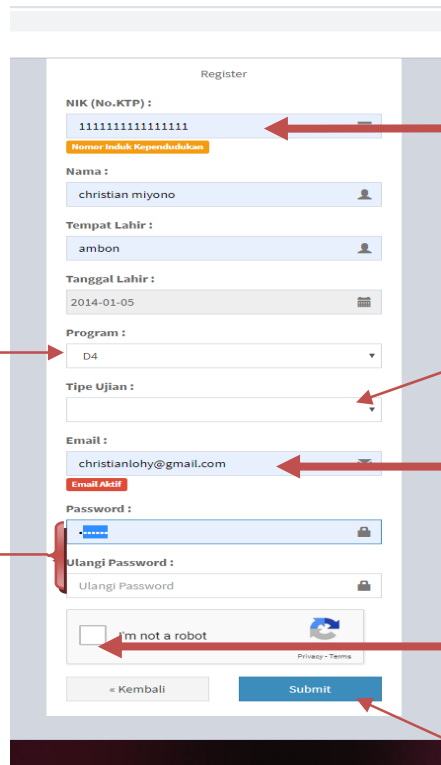 Register
NIK (No.KTP) :
1111111111111111
Nomor Induk Kependudukan
Nama :
christian miyono
Tempat Lahir :
ambon
Tanggal Lahir :
2014-01-05
Program :
D4
Tipe Ujian :
Email :
christianlohy@gmail.com
Email Aktif
Password :
•••••••
Ulangi Password :
Ulangi Password
I'm not a robot
Privacy - Terms
« Kembali
Submit